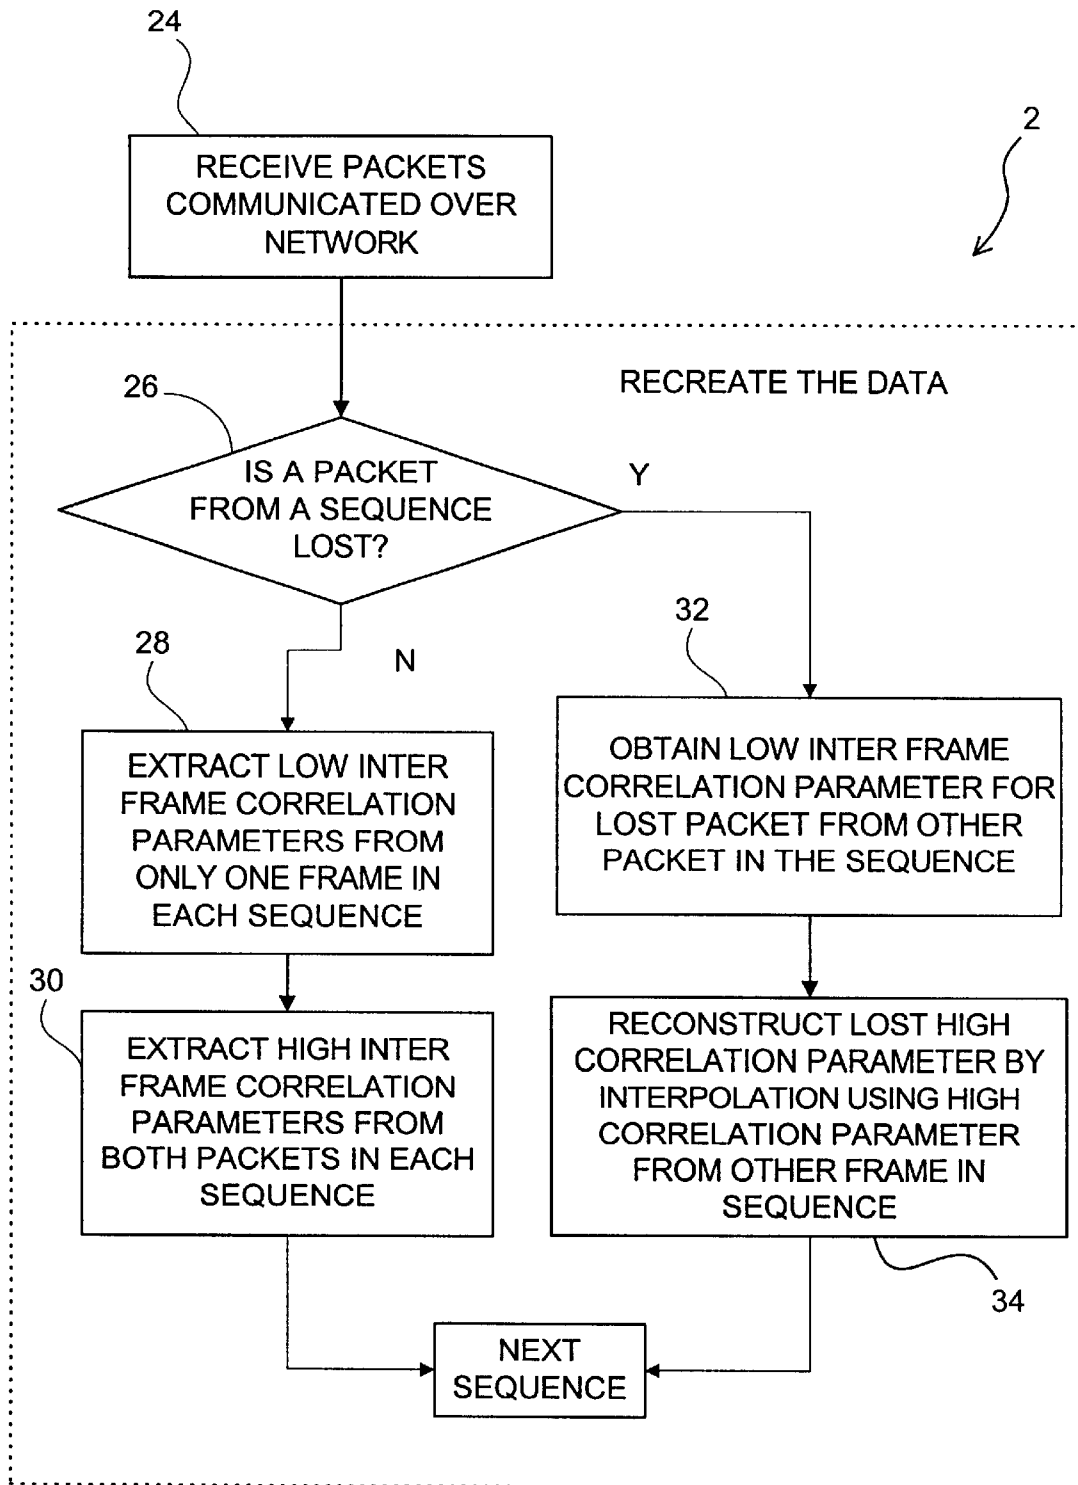 24
2
RECEIVE PACKETS
COMMUNICATED OVER
NETWORK
RECREATE THE DATA
26
IS A PACKET
FROM A SEQUENCE
LOST?
Y
N
28
EXTRACT LOW INTER
FRAME CORRELATION
PARAMETERS FROM
ONLY ONE FRAME IN
EACH SEQUENCE
30
EXTRACT HIGH INTER
FRAME CORRELATION
PARAMETERS FROM
BOTH PACKETS IN EACH
SEQUENCE
32
OBTAIN LOW INTER FRAME
CORRELATION PARAMETER FOR
LOST PACKET FROM OTHER
PACKET IN THE SEQUENCE
RECONSTRUCT LOST HIGH
CORRELATION PARAMETER BY
INTERPOLATION USING HIGH
CORRELATION PARAMETER
FROM OTHER FRAME IN
SEQUENCE
34
NEXT
SEQUENCE